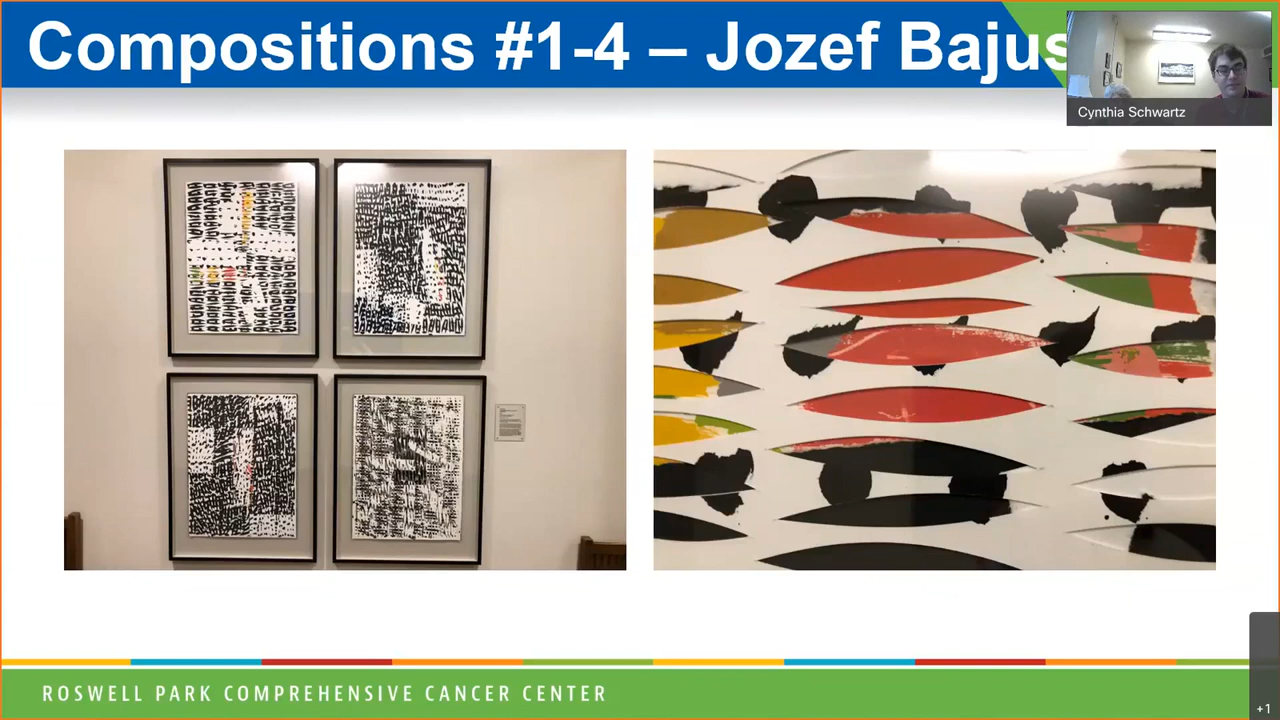 Compositions #1-4 – Jozef Bajus
Cynthia Schwartz
ROSWELL PARK COMPREHENSIVE CANCER CENTER
+1